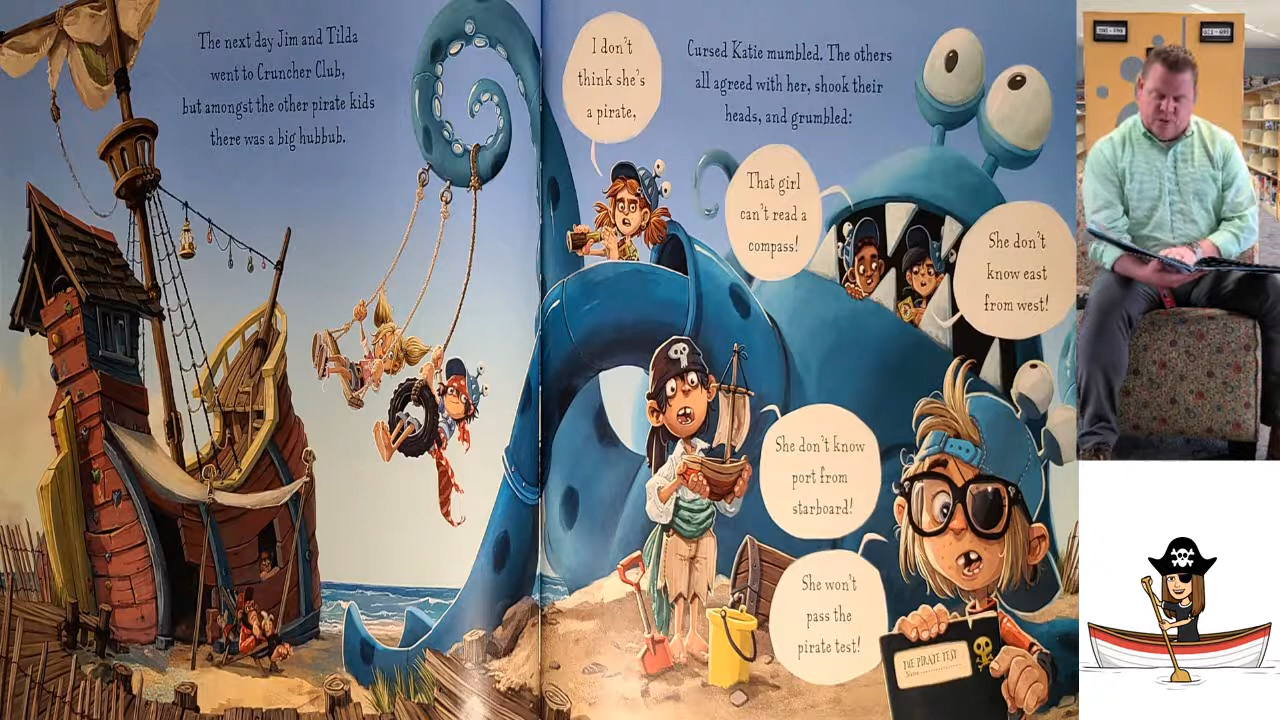 The next day Jim and Tilda
went to Cruncher Club,
but amongst the other pirate kids
there was a big hubbub.
I don't
think she's
a pirate,
Cursed Katie mumbled. The others
all agreed with her, shook their
heads, and grumbled:
That girl
can't read a
compass!
She don't
know east
from west!
She don't know
port from
starboard!
She won't
pass the
pirate test!
THE PIRATE TEST
Name